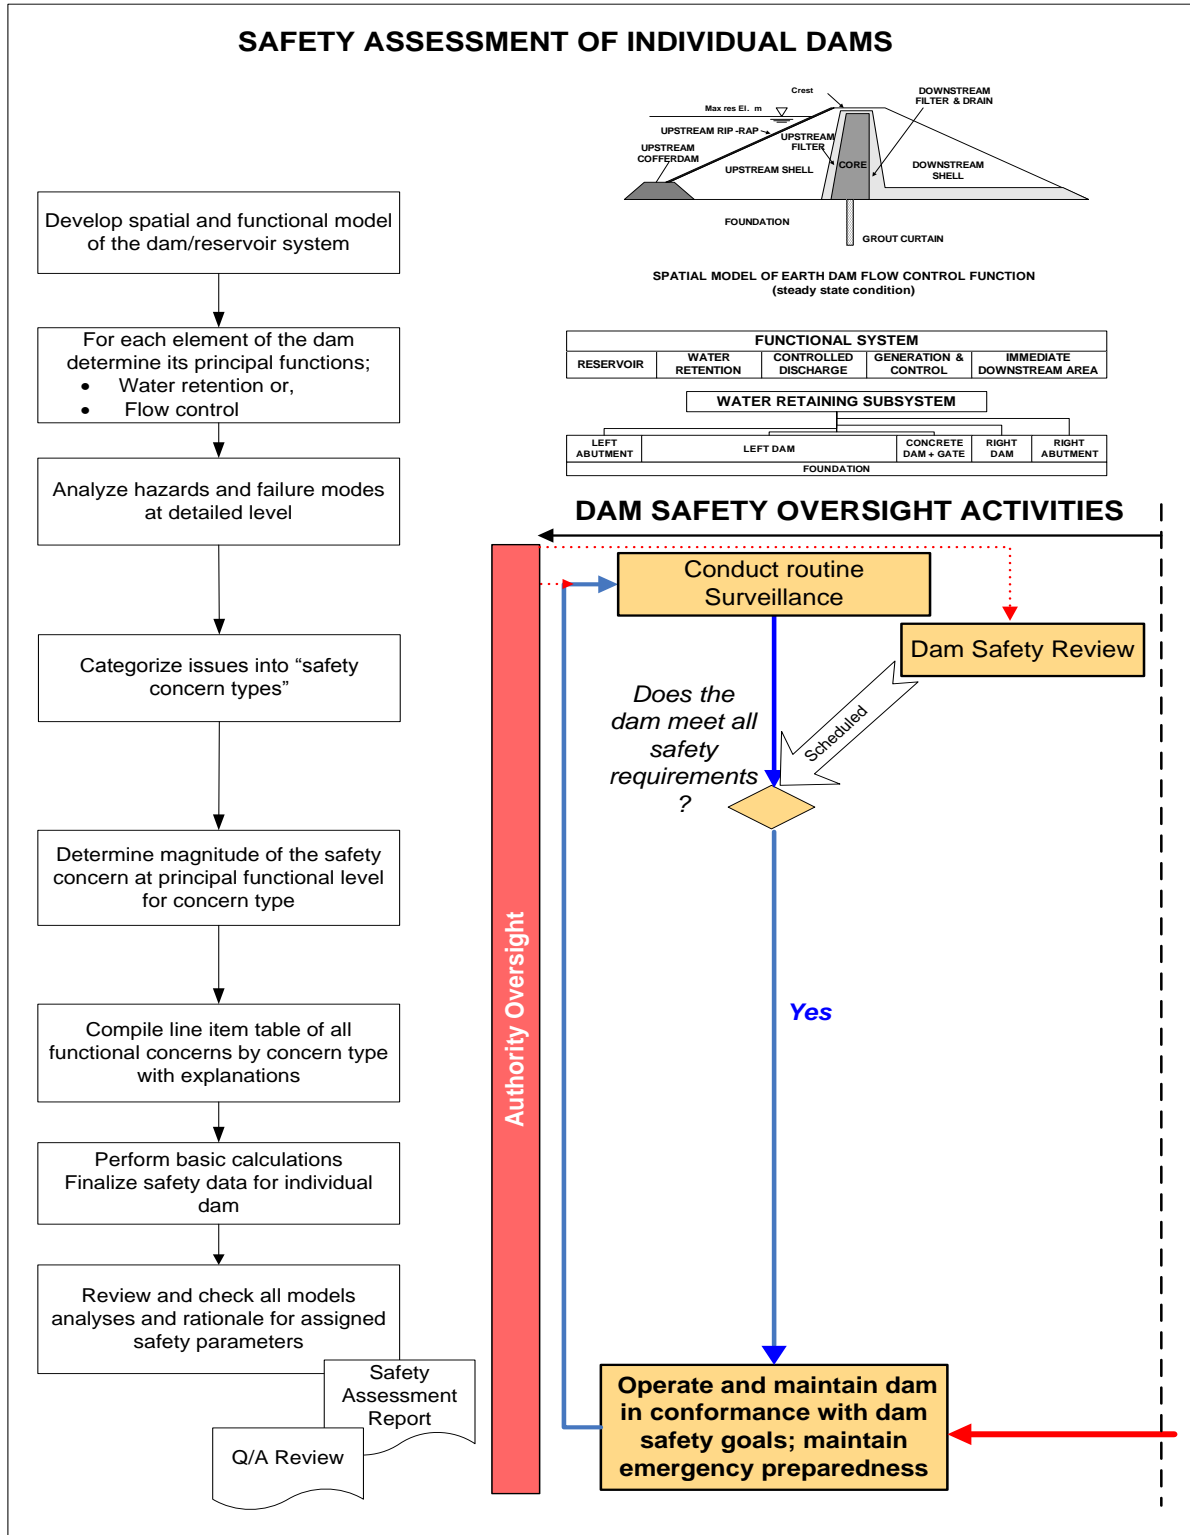 SAFETY ASSESSMENT OF INDIVIDUAL DAMS
Crest
DOWNSTREAM
FILTER & DRAIN
Max res El. m
UPSTREAM RIP -RAP
UPSTREAM
FILTER
UPSTREAM
COFFERDAM
UPSTREAM SHELL
CORE
DOWNSTREAM
SHELL
FOUNDATION
GROUT CURTAIN
SPATIAL MODEL OF EARTH DAM FLOW CONTROL FUNCTION
(steady state condition)
Develop spatial and functional model
of the dam/reservoir system
For each element of the dam
determine its principal functions;
• Water retention or,
• Flow control
Analyze hazards and failure modes
at detailed level
Categorize issues into “safety
concern types”
Determine magnitude of the safety
concern at principal functional level
for concern type
Compile line item table of all
functional concerns by concern type
with explanations
Perform basic calculations
Finalize safety data for individual
dam
Review and check all models
analyses and rationale for assigned
safety parameters
Safety
Assessment
Report
Q/A Review
FUNCTIONAL SYSTEM
RESERVOIR
WATER
RETENTION
CONTROLLED
DISCHARGE
GENERATION &
CONTROL
IMMEDIATE
DOWNSTREAM AREA
WATER RETAINING SUBSYSTEM
LEFT
ABUTMENT
LEFT DAM
CONCRETE
DAM + GATE
RIGHT
DAM
RIGHT
ABUTMENT
FOUNDATION
DAM SAFETY OVERSIGHT ACTIVITIES
Authority Oversight
Conduct routine
Surveillance
Dam Safety Review
Scheduled
Does the
dam meet all
safety
requirements
?
Yes
Operate and maintain dam
in conformance with dam
safety goals; maintain
emergency preparedness